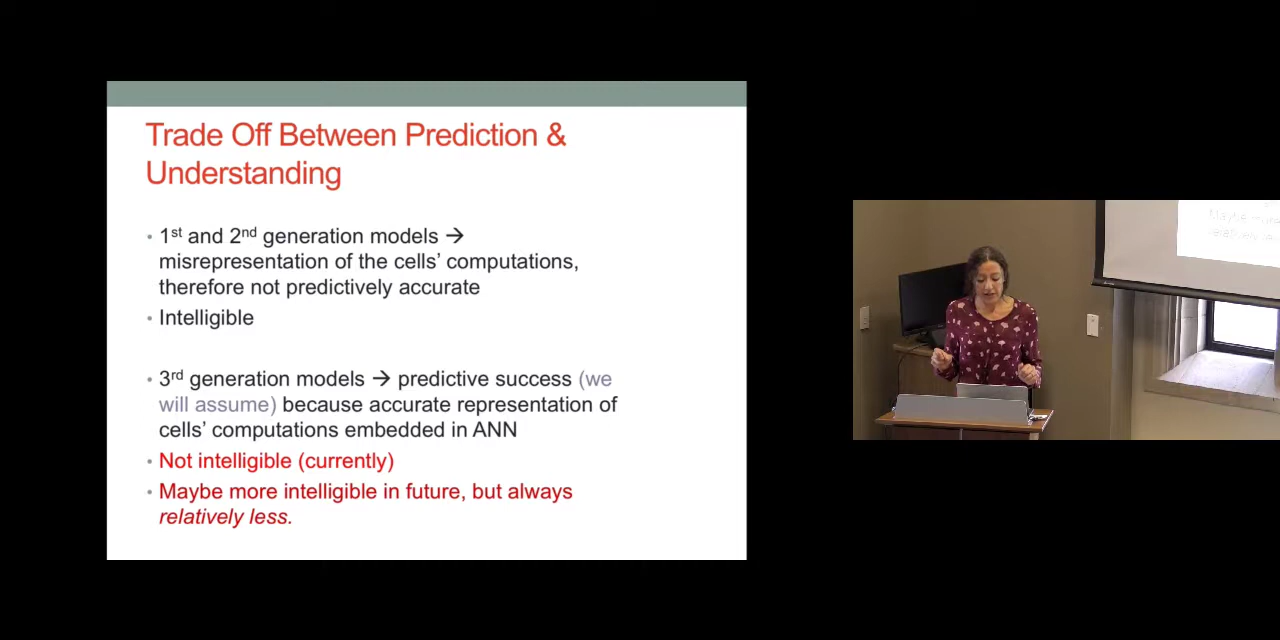 Trade Off Between Prediction &
Understanding
• 1st and 2nd generation models →
misrepresentation of the cells' computations,
therefore not predictively accurate
• Intelligible
• 3rd generation models → predictive success (we
will assume) because accurate representation of
cells' computations embedded in ANN
• Not intelligible (currently)
• Maybe more intelligible in future, but always
relatively less.